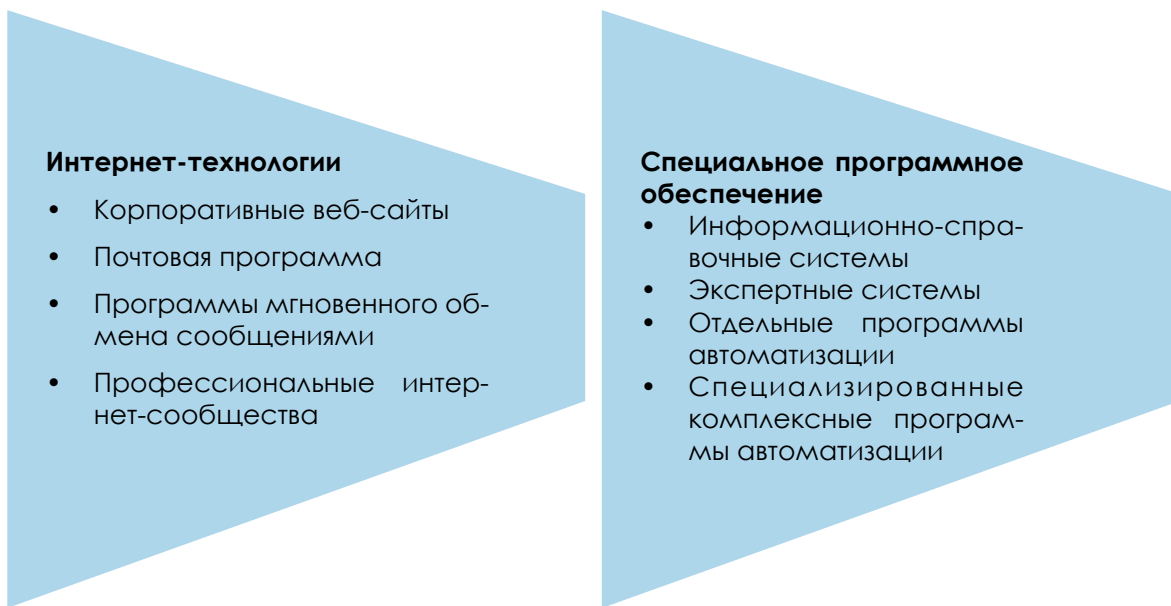 Интернет-технологии
• Корпоративные веб-сайты
• Почтовая программа
• Программы мгновенного об-
мена сообщениями
• Профессиональные интер-
нет-сообщества
Специальное программное
обеспечение
• Информационно-спра-
вочные системы
• Экспертные системы
• Отдельные программы
автоматизации
• Специализированные
комплексные програм-
мы автоматизации